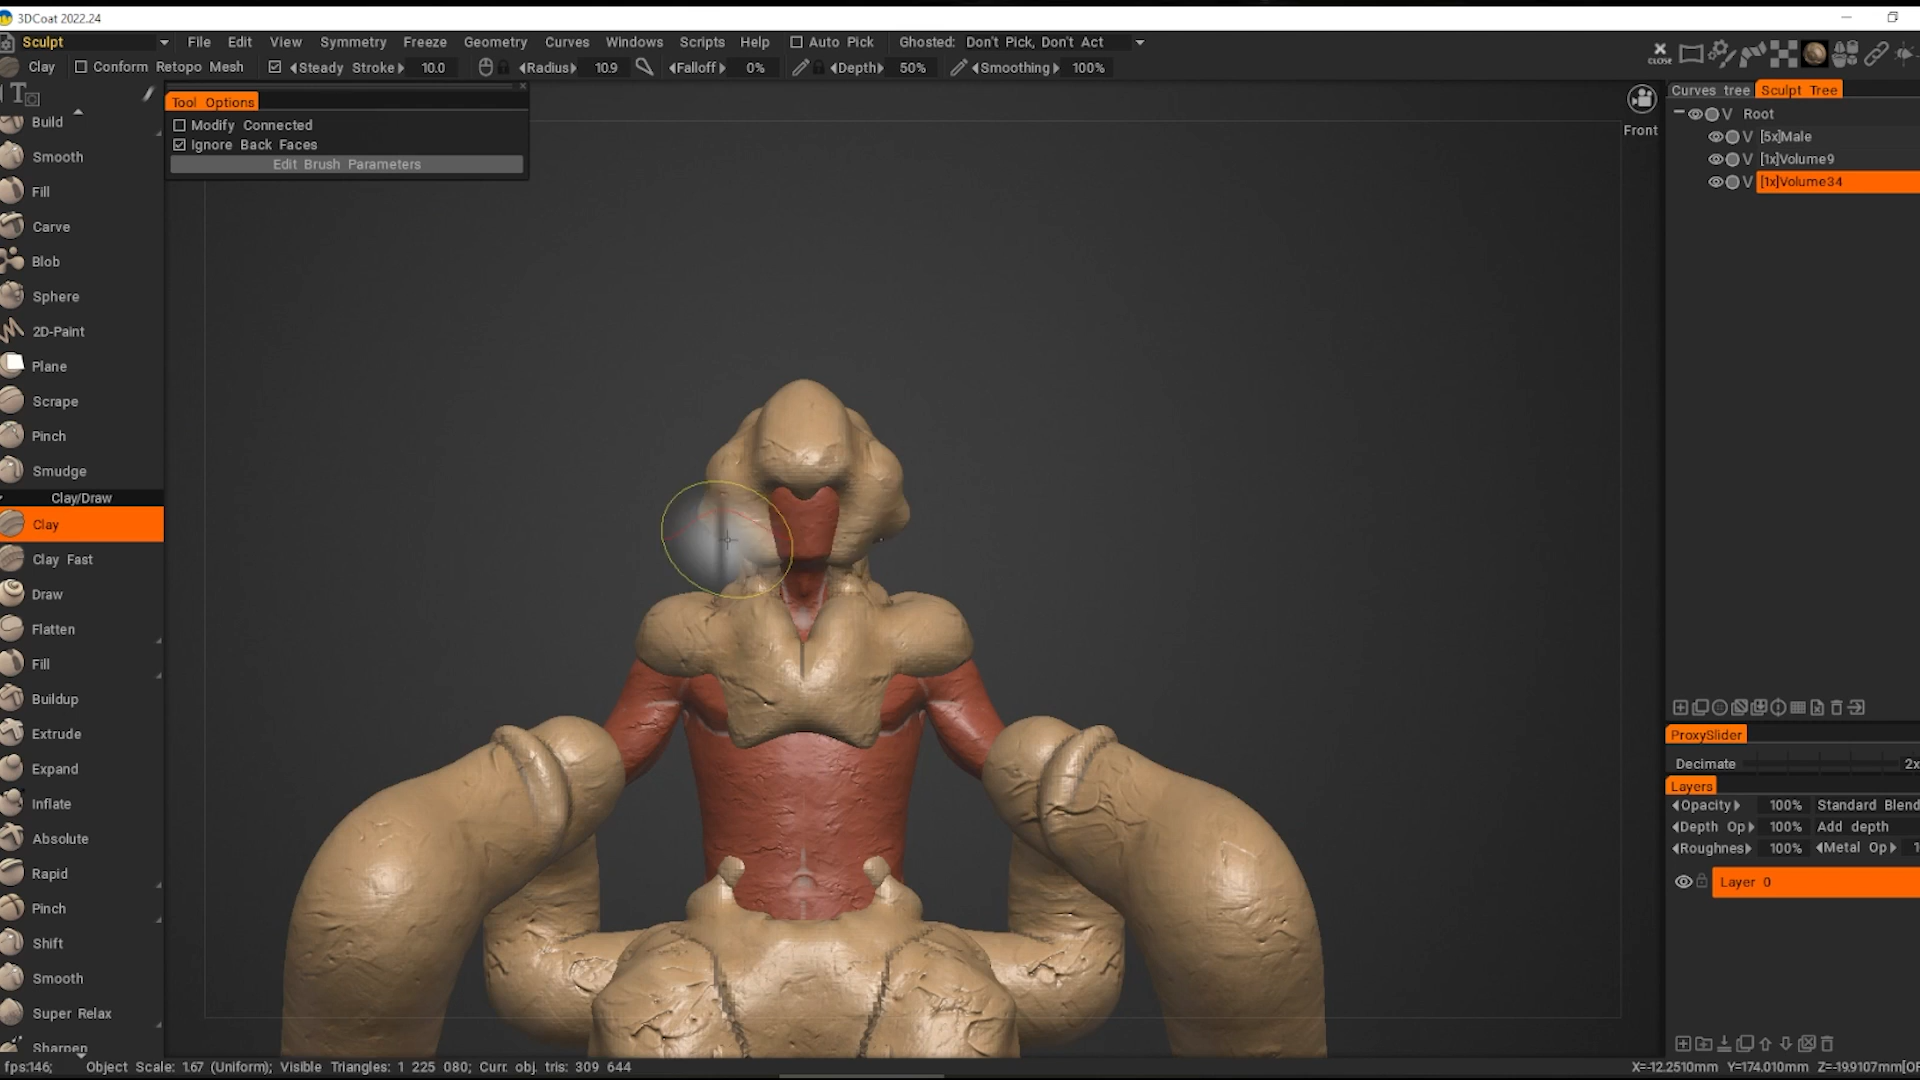 3DCoat 2022.24
Sculpt File Edit View Symmetry Freeze Geometry Curves Windows Scripts Help Auto Pick Ghosted: Don't Pick, Don't Act
CLOSE
Clay Conform Retopo Mesh Steady Stroke 10.0 Radius 10.9 Falloff 0% Depth 50% Smoothing 100%
T
Tool Options
Modify Connected
Ignore Back Faces
Edit Brush Parameters
Build
Smooth
Fill
Carve
Blob
Sphere
2D-Paint
Plane
Scrape
Pinch
Smudge
Clay/Draw
Clay
Clay Fast
Draw
Flatten
Fill
Buildup
Extrude
Expand
Inflate
Absolute
Rapid
Pinch
Shift
Smooth
Super Relax
Sharpen
Front
Curves tree Sculpt Tree
V Root
V [5x]Male
V [1x]Volume9
V [1x]Volume34
ProxySlider
Decimate 2x
Layers
Opacity 100% Standard Blend
Depth Op 100% Add depth
Roughness 100% Metal Op
Layer 0
fps:146; Object Scale: 1.67 (Uniform); Visible Triangles: 1 225 080; Curr. obj. tris: 309 644
X=-12.2510mm Y=174.010mm Z=-19.9107mm